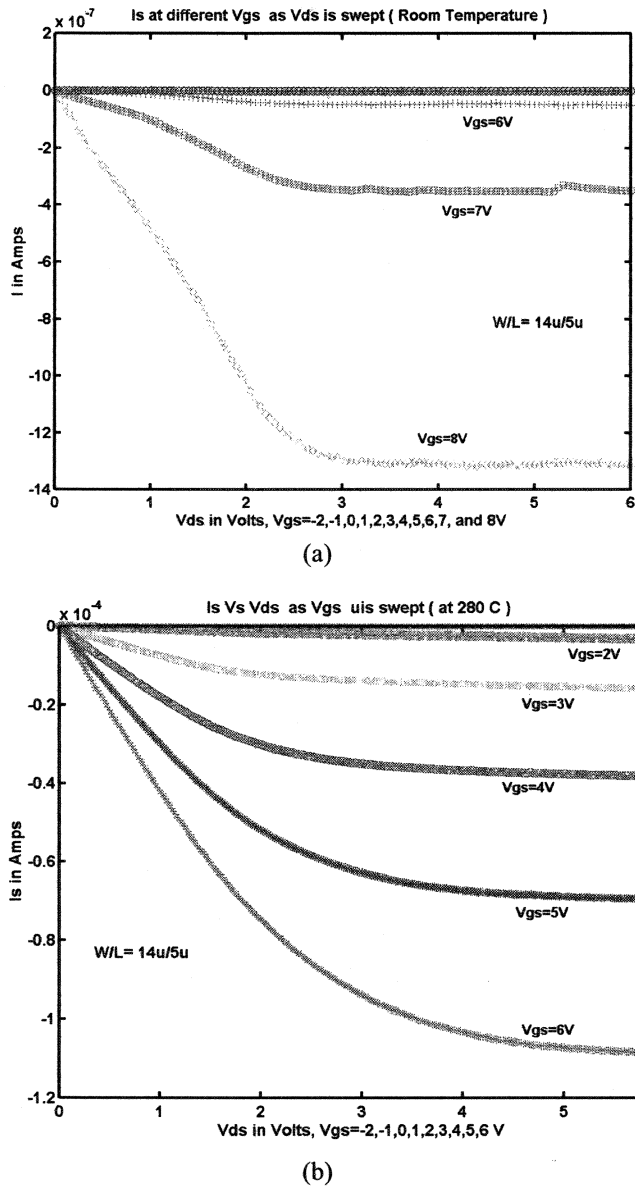 Is at different Vgs as Vds is swept ( Room Temperature )
x 10^-7
2
0
-2
-4
-6
-8
-10
-12
-14
I in Amps
Vgs=6V
Vgs=7V
W/L= 14u/5u
Vgs=8V
0 1 2 3 4 5 6
Vds in Volts, Vgs=-2,-1,0,1,2,3,4,5,6,7, and 8V
(a)
Is Vs Vds as Vgs uis swept ( at 280 C )
x 10^-4
0
-0.2
-0.4
-0.6
-0.8
-1
-1.2
Is in Amps
Vgs=2V
Vgs=3V
Vgs=4V
Vgs=5V
W/L= 14u/5u
Vgs=6V
0 1 2 3 4 5
Vds in Volts, Vgs=-2,-1,0,1,2,3,4,5,6 V
(b)